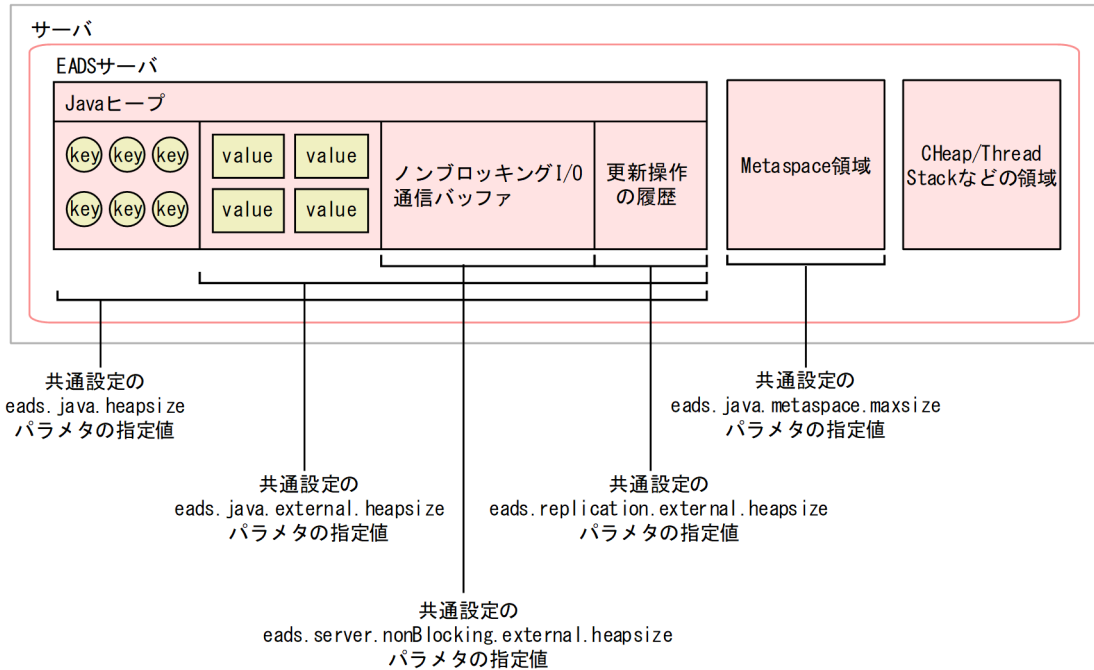 サーバ
EADSサーバ
Javaヒープ
key key key
key key key
value value
value value
ノンブロッキングI/O
通信バッファ
更新操作
の履歴
Metaspace領域
CHeap/Thread
Stackなどの領域
共通設定の
eads.java.heapsize
パラメタの指定値
共通設定の
eads.java.metaspace.maxsize
パラメタの指定値
共通設定の
eads.java.external.heapsize
パラメタの指定値
共通設定の
eads.replication.external.heapsize
パラメタの指定値
共通設定の
eads.server.nonBlocking.external.heapsize
パラメタの指定値